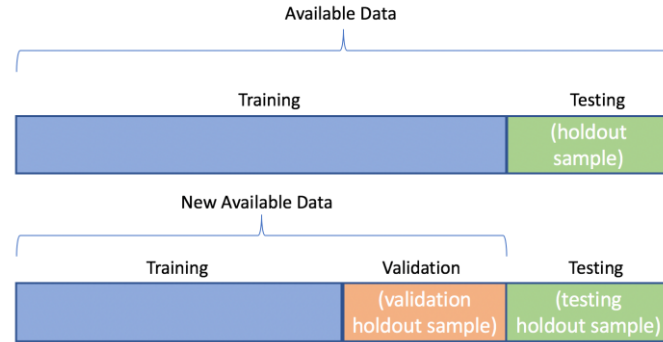 Available Data
Training
Testing
(holdout
sample)
New Available Data
Training
Validation
Testing
(validation
holdout sample)
(testing
holdout sample)